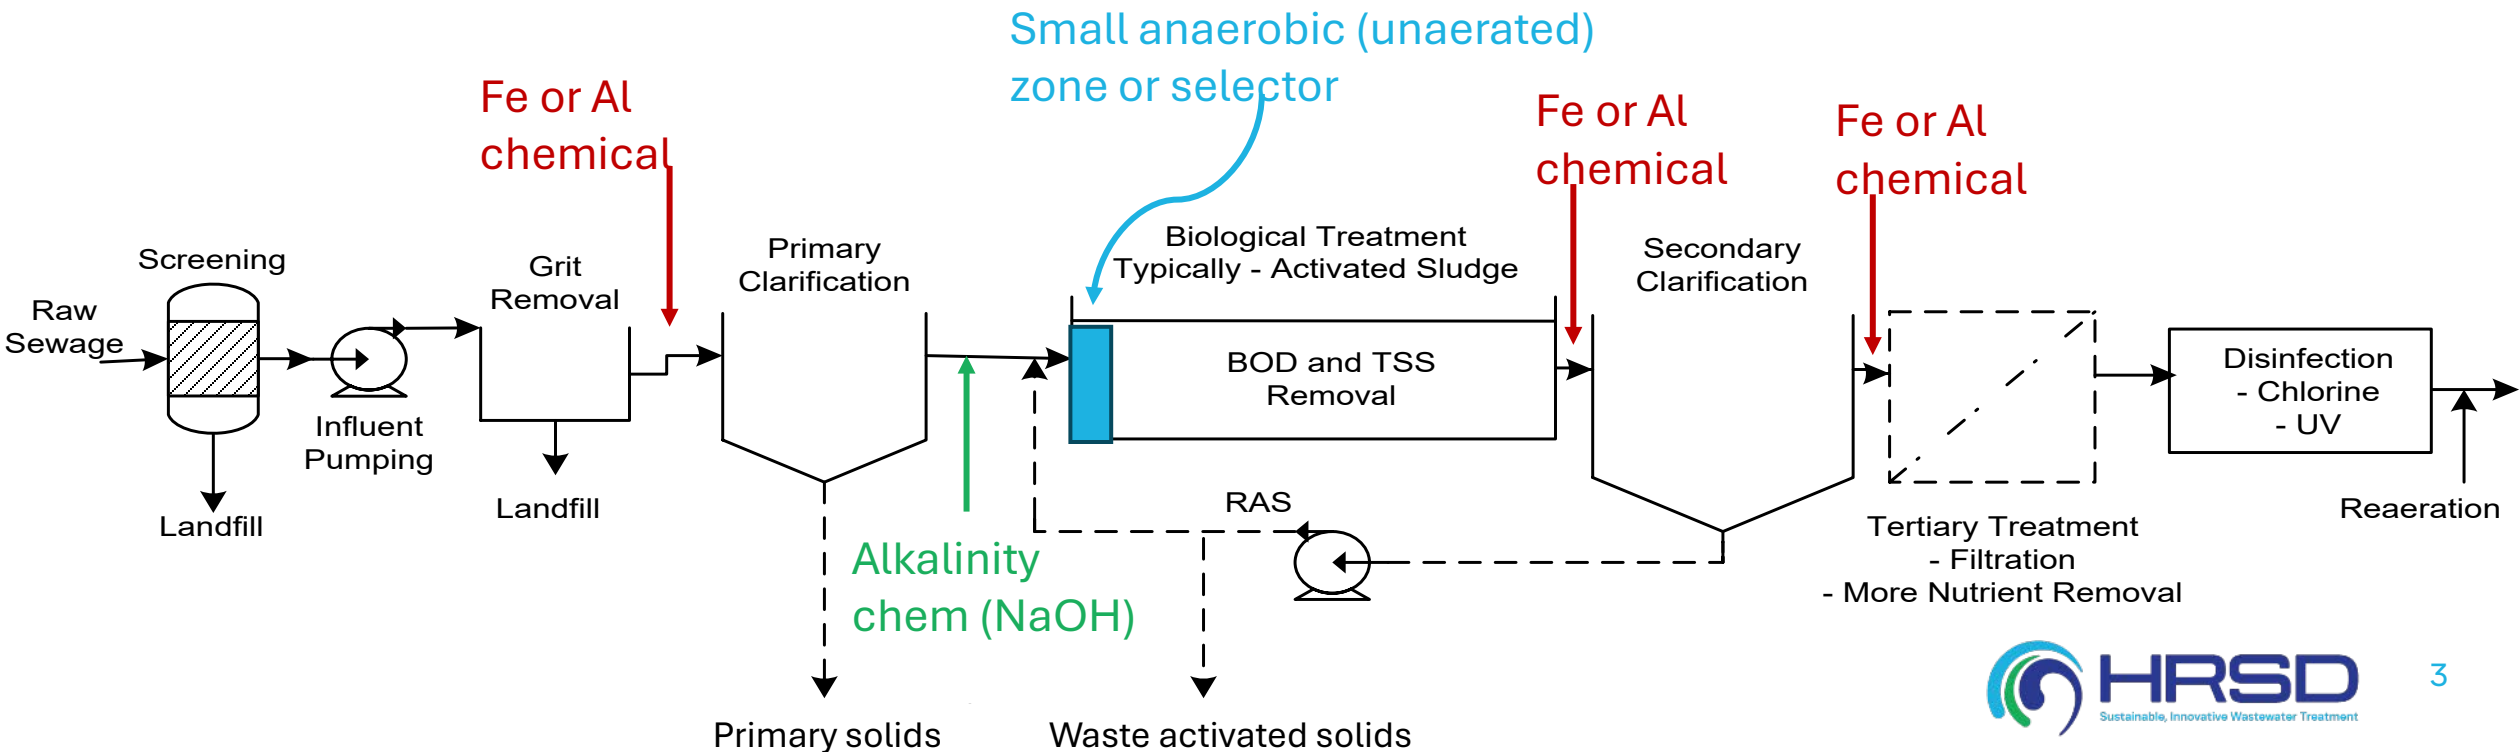 Small anaerobic (unaerated)
zone or selector
Fe or Al
chemical
Fe or Al
chemical
Fe or Al
chemical
Screening
Grit
Removal
Primary
Clarification
Biological Treatment
Typically - Activated Sludge
Secondary
Clarification
Raw
Sewage
BOD and TSS
Removal
Disinfection
- Chlorine
- UV
Influent
Pumping
Landfill
Landfill
RAS
Reaeration
Tertiary Treatment
- Filtration
- More Nutrient Removal
Alkalinity
chem (NaOH)
Primary solids
Waste activated solids
HRSD
Sustainable, Innovative Wastewater Treatment
3